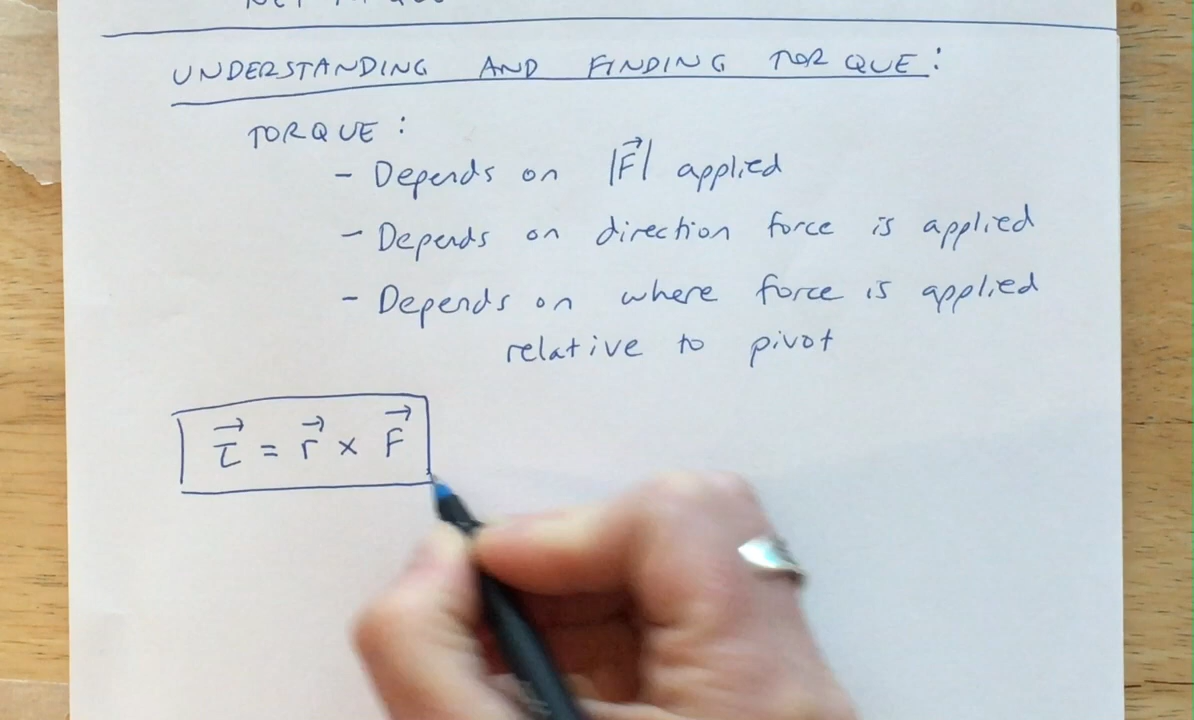 UNDERSTANDING AND FINDING TORQUE:
TORQUE:
- Depends on |F⃗| applied
- Depends on direction force is applied
- Depends on where force is applied
relative to pivot
τ⃗ = r⃗ × F⃗